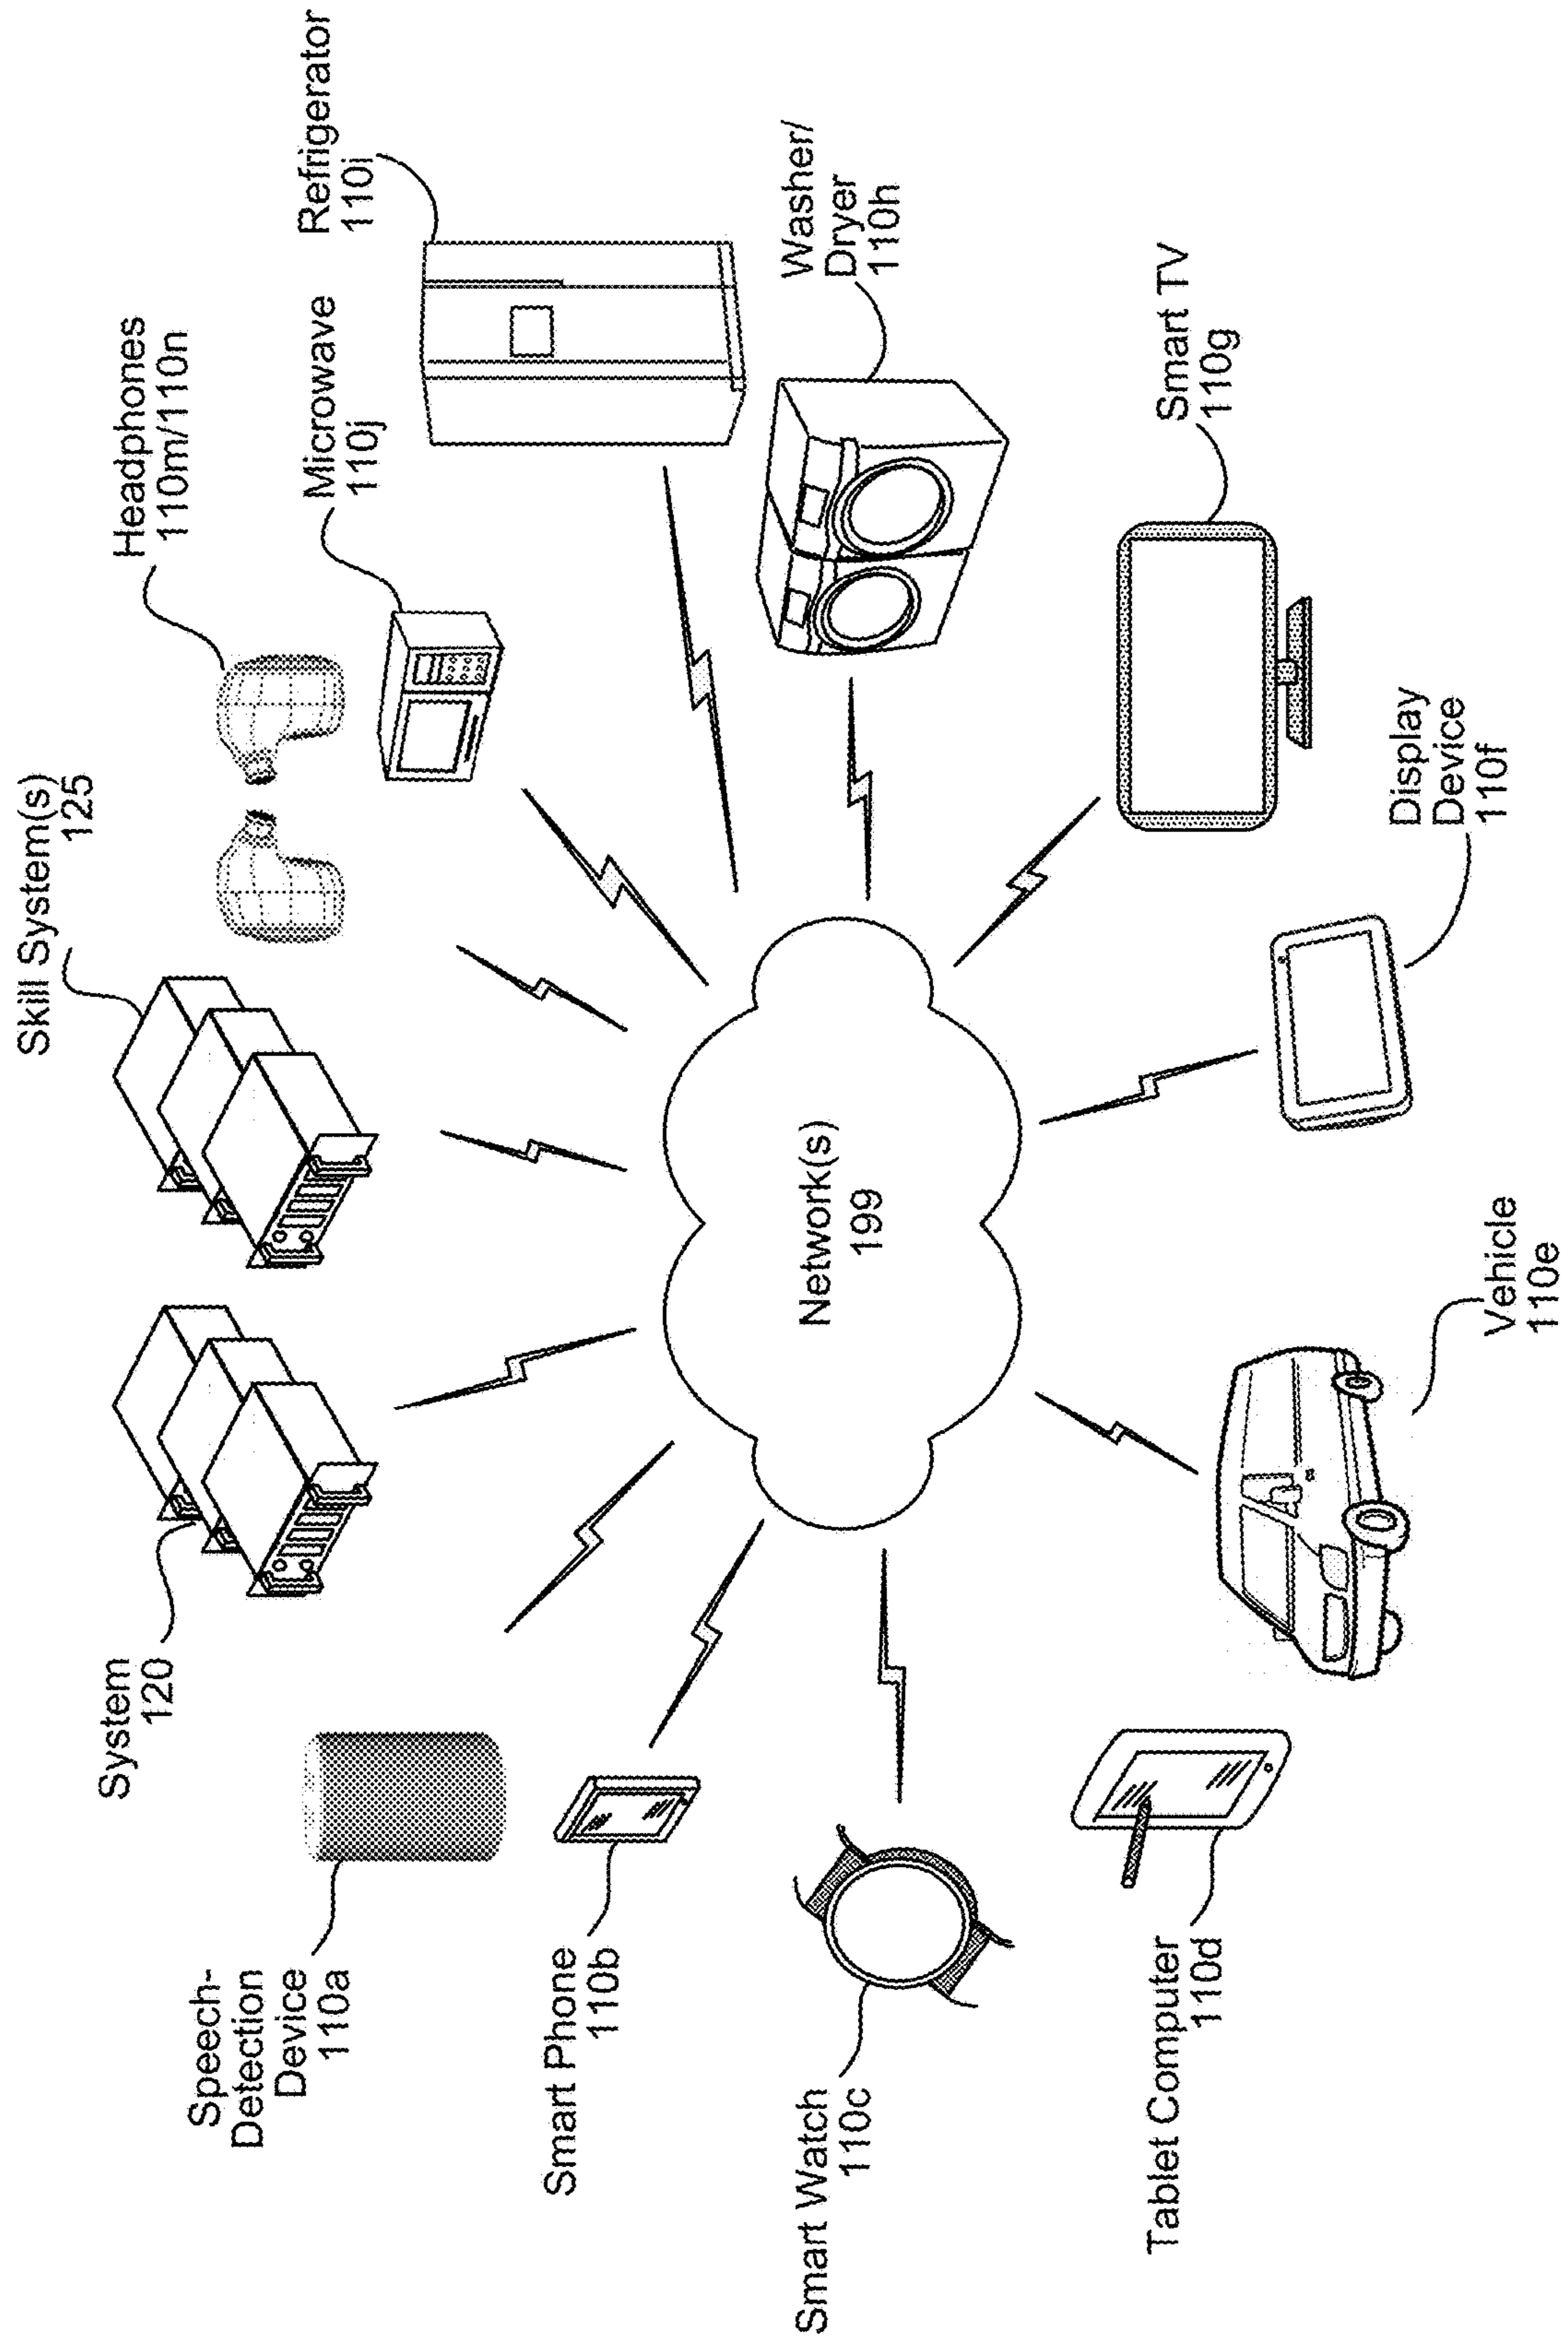 System
120
Skill System(s)
125
Headphones
110m/110n
Microwave
110j
Refrigerator
110i
Washer/
Dryer
110h
Smart TV
110g
Display
Device
110f
Vehicle
110e
Tablet Computer
110d
Smart Watch
110c
Smart Phone
110b
Speech-
Detection
Device
110a
Network(s)
199